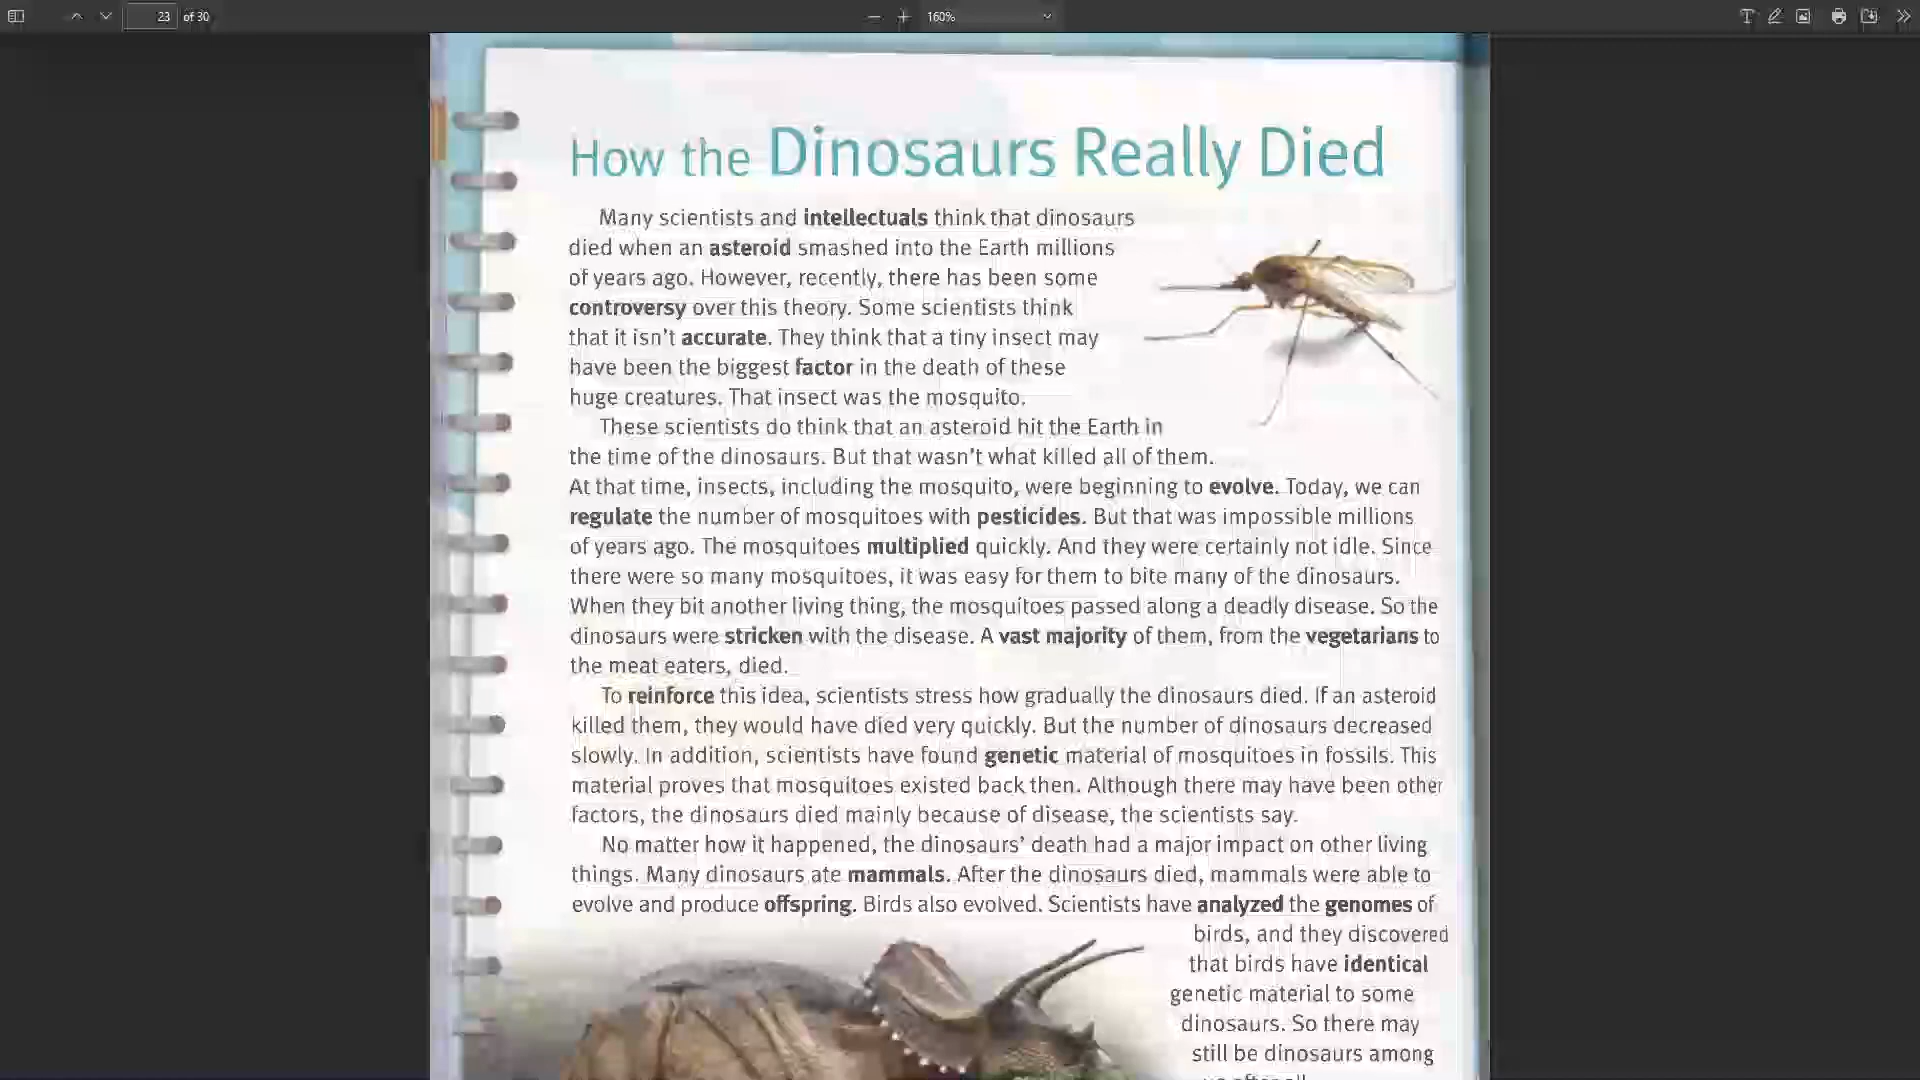 23 of 30
160%
How the Dinosaurs Really Died
Many scientists and intellectuals think that dinosaurs
died when an asteroid smashed into the Earth millions
of years ago. However, recently, there has been some
controversy over this theory. Some scientists think
that it isn't accurate. They think that a tiny insect may
have been the biggest factor in the death of these
huge creatures. That insect was the mosquito.
These scientists do think that an asteroid hit the Earth in
the time of the dinosaurs. But that wasn't what killed all of them.
At that time, insects, including the mosquito, were beginning to evolve. Today, we can
regulate the number of mosquitoes with pesticides. But that was impossible millions
of years ago. The mosquitoes multiplied quickly. And they were certainly not idle. Since
there were so many mosquitoes, it was easy for them to bite many of the dinosaurs.
When they bit another living thing, the mosquitoes passed along a deadly disease. So the
dinosaurs were stricken with the disease. A vast majority of them, from the vegetarians to
the meat eaters, died.
To reinforce this idea, scientists stress how gradually the dinosaurs died. If an asteroid
killed them, they would have died very quickly. But the number of dinosaurs decreased
slowly. In addition, scientists have found genetic material of mosquitoes in fossils. This
material proves that mosquitoes existed back then. Although there may have been other
factors, the dinosaurs died mainly because of disease, the scientists say.
No matter how it happened, the dinosaurs' death had a major impact on other living
things. Many dinosaurs ate mammals. After the dinosaurs died, mammals were able to
evolve and produce offspring. Birds also evolved. Scientists have analyzed the genomes of
birds, and they discovered
that birds have identical
genetic material to some
dinosaurs. So there may
still be dinosaurs among